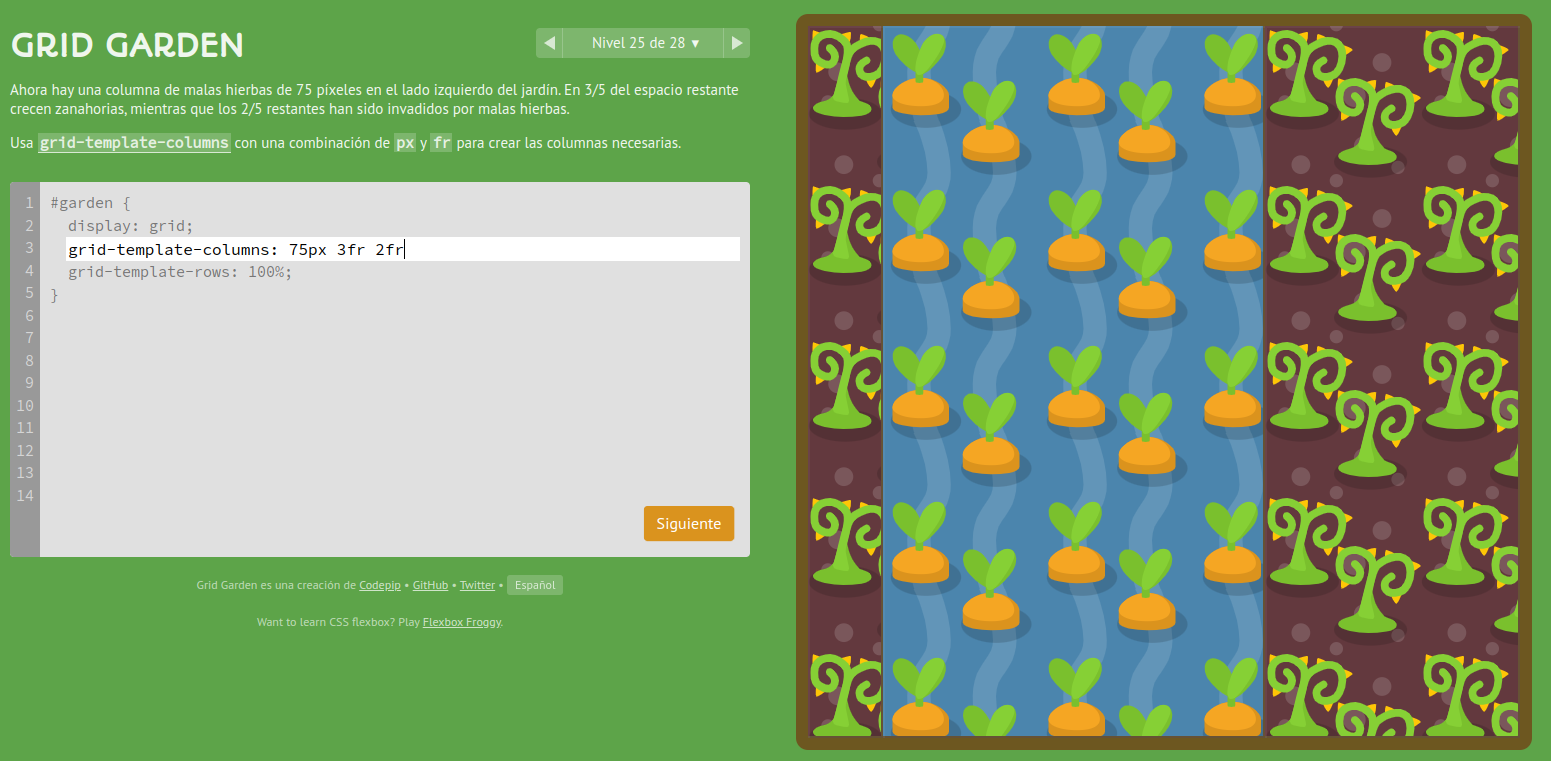 GRID GARDEN
◀ Nivel 25 de 28 ▾ ▶
Ahora hay una columna de malas hierbas de 75 píxeles en el lado izquierdo del jardín. En 3/5 del espacio restante
crecen zanahorias, mientras que los 2/5 restantes han sido invadidos por malas hierbas.
Usa grid-template-columns con una combinación de px y fr para crear las columnas necesarias.
1 #garden {
2 display: grid;
3 grid-template-columns: 75px 3fr 2fr
4 grid-template-rows: 100%;
5 }
6
7
8
9
10
11
12
13
14
Siguiente
Grid Garden es una creación de Codepip • GitHub • Twitter • Español
Want to learn CSS flexbox? Play Flexbox Froggy.